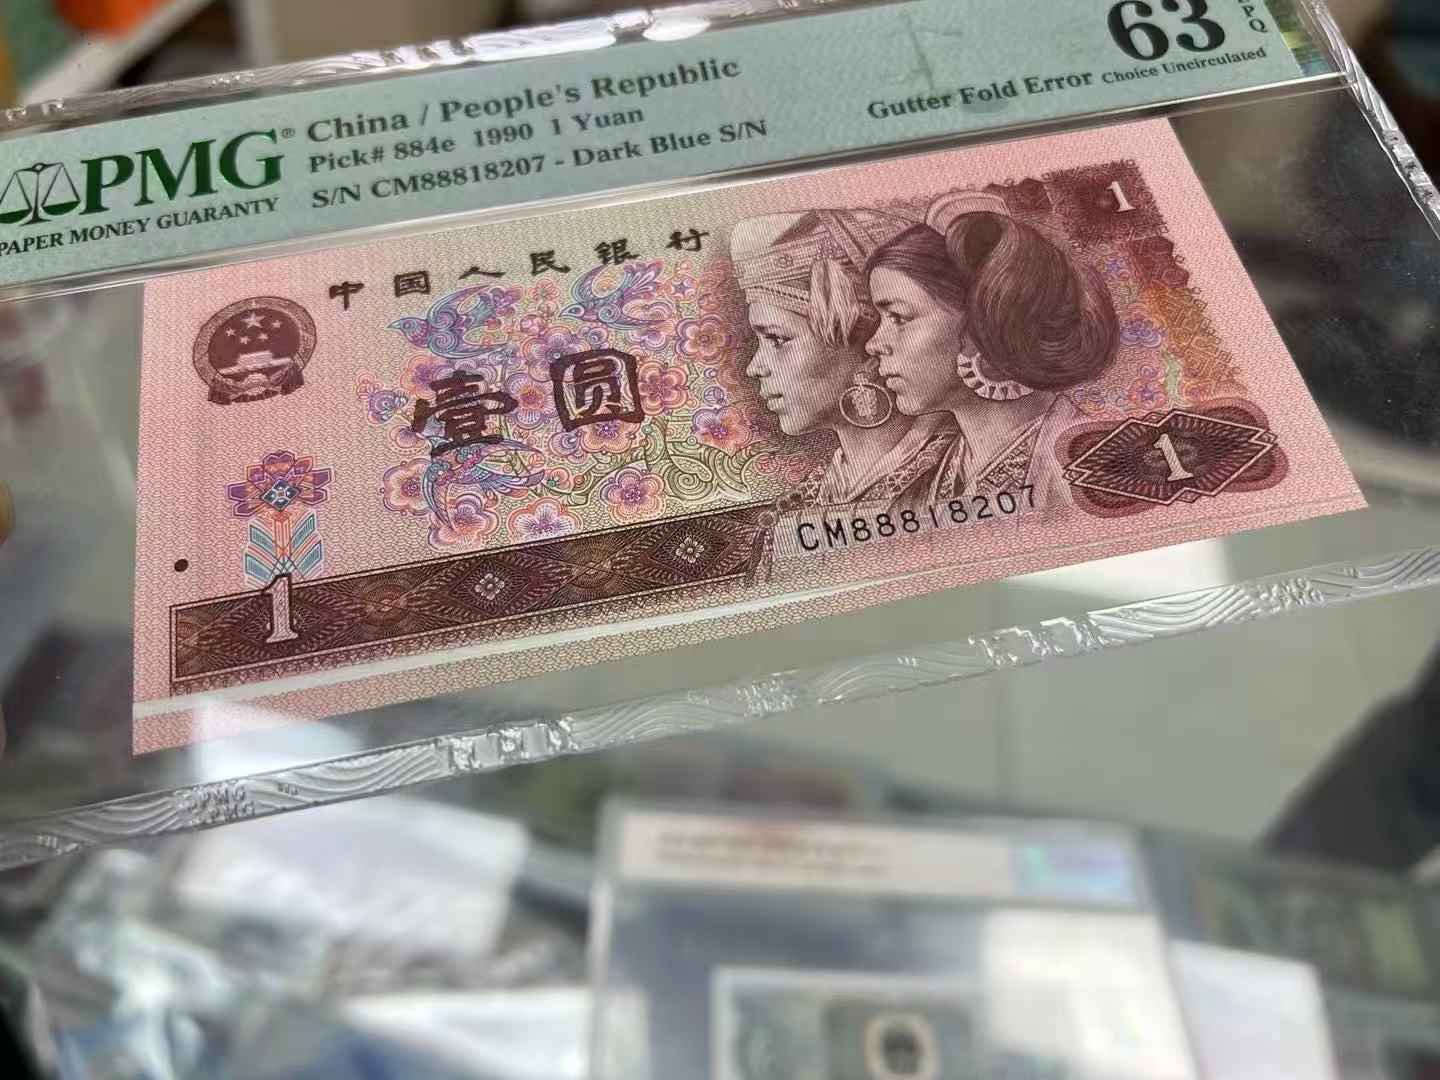 PMG®
PAPER MONEY GUARANTY
China / People's Republic
Pick# 884e 1990 1 Yuan
S/N CM88818207 - Dark Blue S/N
63
EPQ
Gutter Fold Error Choice Uncirculated
中国人民银行
1
壹圆
1
CM88818207
1
PMG